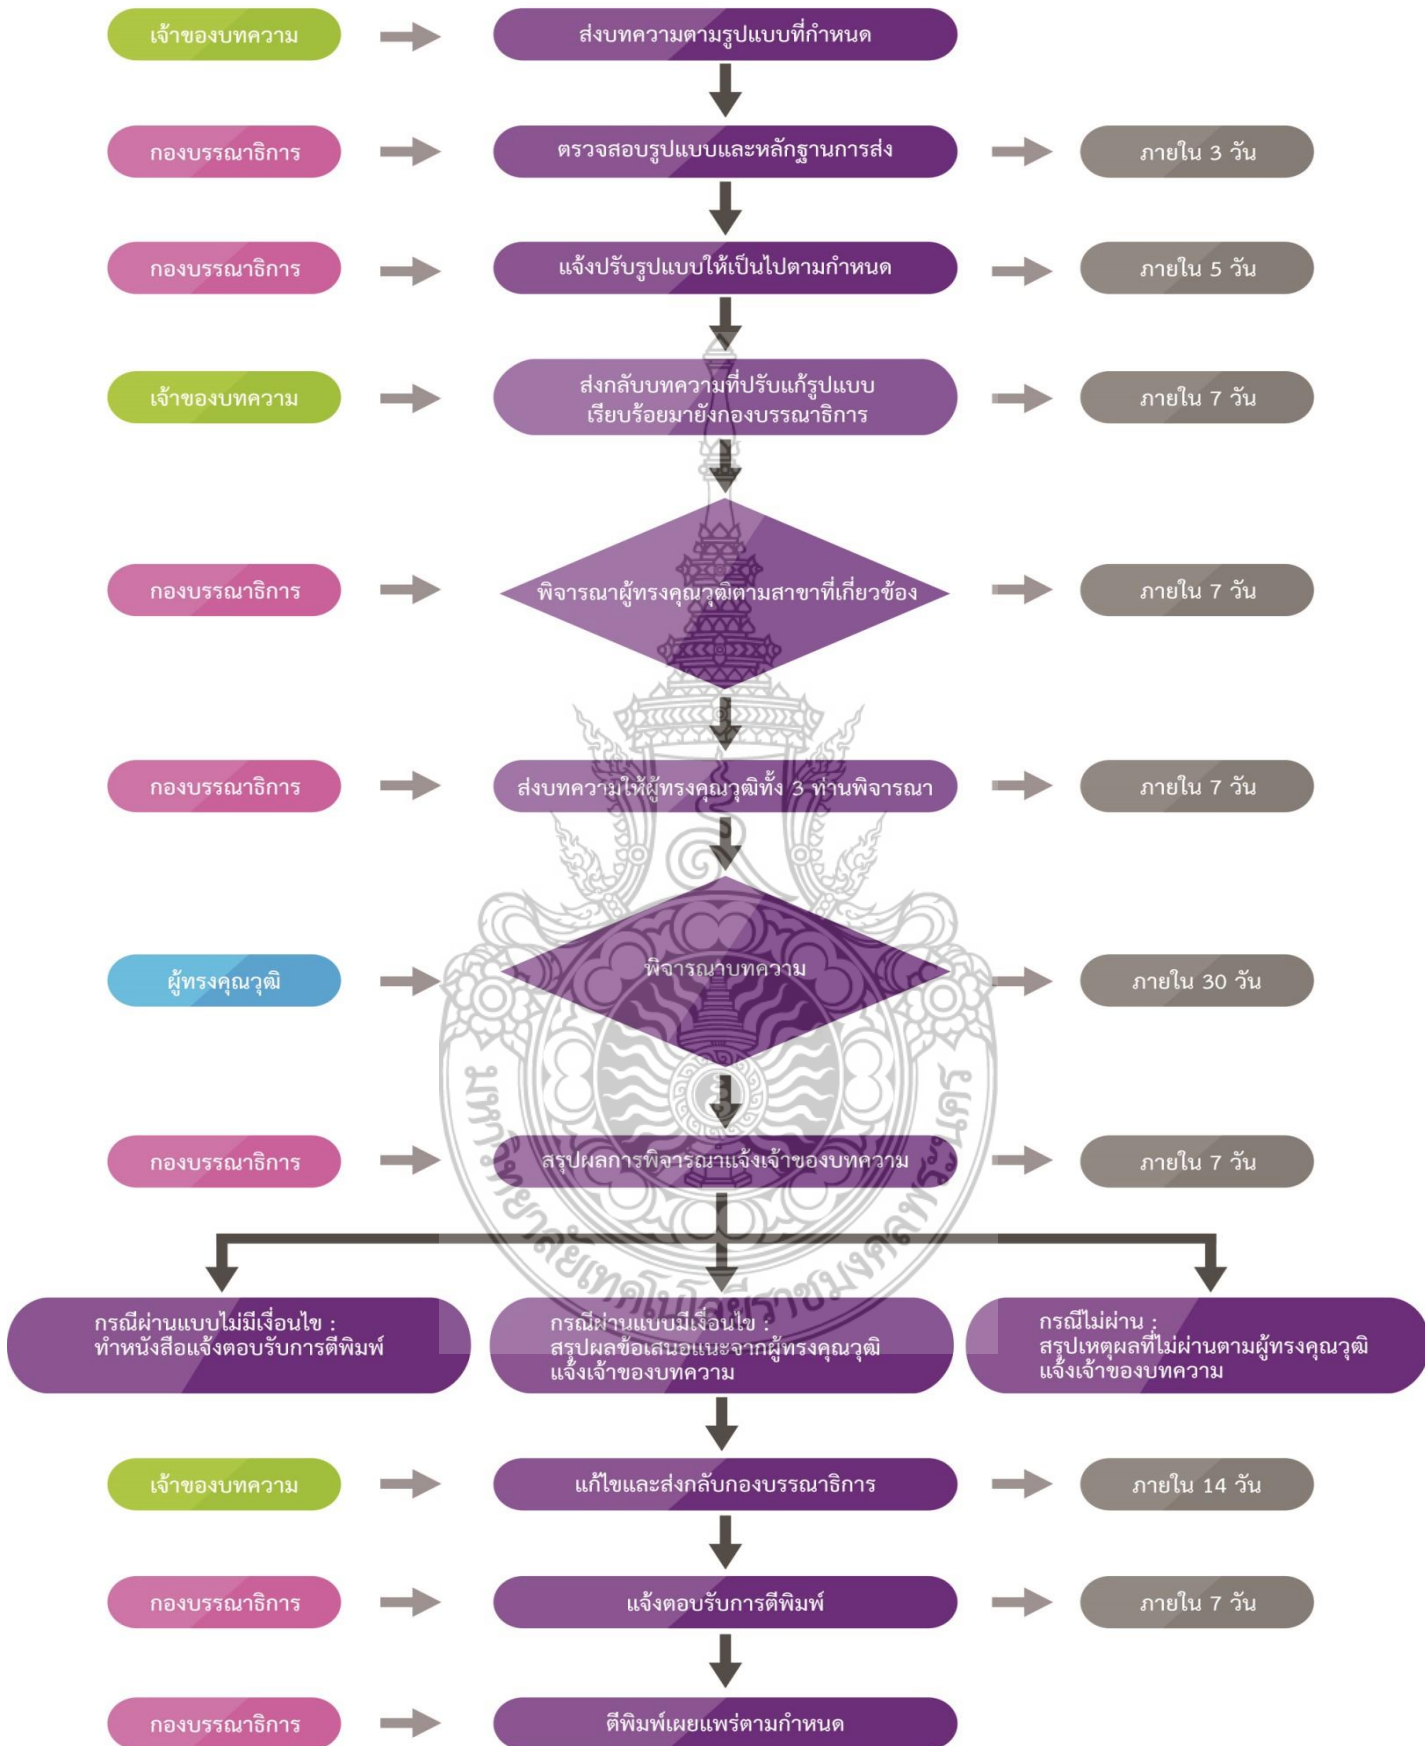 เจ้าของบทความ
ส่งบทความตามรูปแบบที่กำหนด
กองบรรณาธิการ
ตรวจสอบรูปแบบและหลักฐานการส่ง
ภายใน 3 วัน
กองบรรณาธิการ
แจ้งปรับรูปแบบให้เป็นไปตามกำหนด
ภายใน 5 วัน
เจ้าของบทความ
ส่งกลับบทความที่ปรับแก้รูปแบบ
เรียบร้อยมายังกองบรรณาธิการ
ภายใน 7 วัน
กองบรรณาธิการ
พิจารณาผู้ทรงคุณวุฒิตามสาขาที่เกี่ยวข้อง
ภายใน 7 วัน
กองบรรณาธิการ
ส่งบทความให้ผู้ทรงคุณวุฒิทั้ง 3 ท่านพิจารณา
ภายใน 7 วัน
ผู้ทรงคุณวุฒิ
พิจารณาบทความ
ภายใน 30 วัน
กองบรรณาธิการ
สรุปผลการพิจารณาแจ้งเจ้าของบทความ
ภายใน 7 วัน
มหาวิทยาลัยเทคโนโลยีราชมงคลพระนคร
กรณีผ่านแบบไม่มีเงื่อนไข :
ทำหนังสือแจ้งตอบรับการตีพิมพ์
กรณีผ่านแบบมีเงื่อนไข :
สรุปผลข้อเสนอแนะจากผู้ทรงคุณวุฒิ
แจ้งเจ้าของบทความ
กรณีไม่ผ่าน :
สรุปเหตุผลที่ไม่ผ่านตามผู้ทรงคุณวุฒิ
แจ้งเจ้าของบทความ
เจ้าของบทความ
แก้ไขและส่งกลับกองบรรณาธิการ
ภายใน 14 วัน
กองบรรณาธิการ
แจ้งตอบรับการตีพิมพ์
ภายใน 7 วัน
กองบรรณาธิการ
ตีพิมพ์เผยแพร่ตามกำหนด